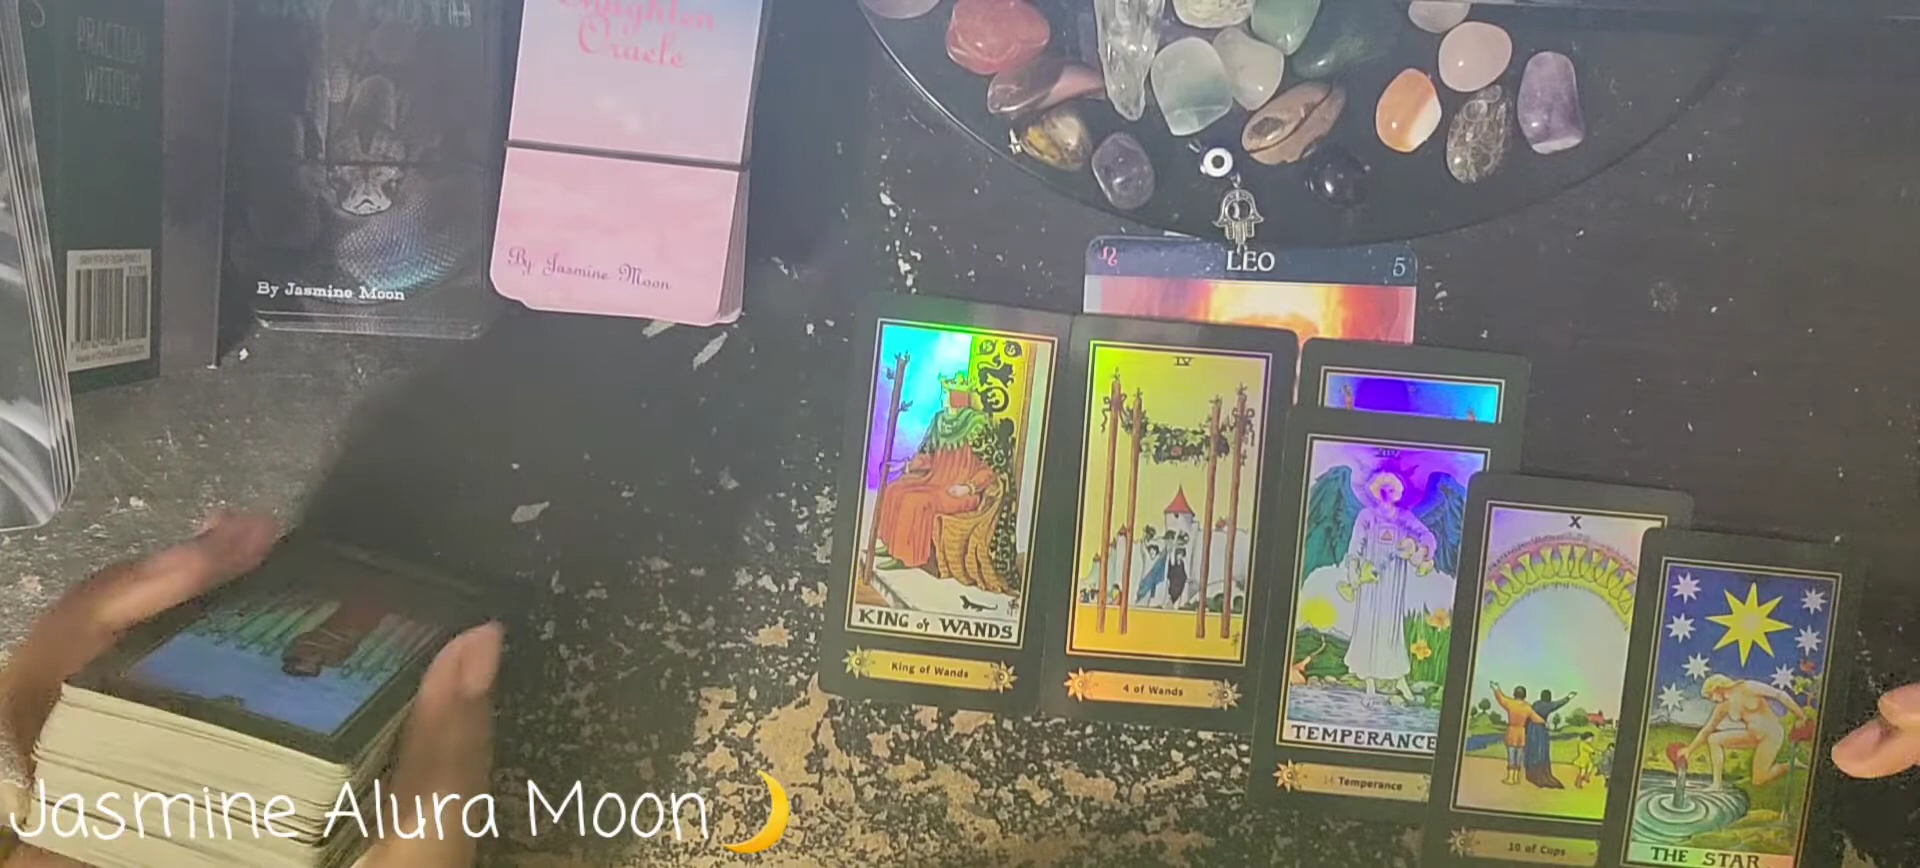 PRACTICAL
WITCH'S
By Jasmine Moon
Oracle
By Jasmine Moon
LEO
5
KING of WANDS
King of Wands
IV
4 of Wands
TEMPERANCE
Temperance
X
10 of Cups
THE STAR
Jasmine Alura Moon 🌙